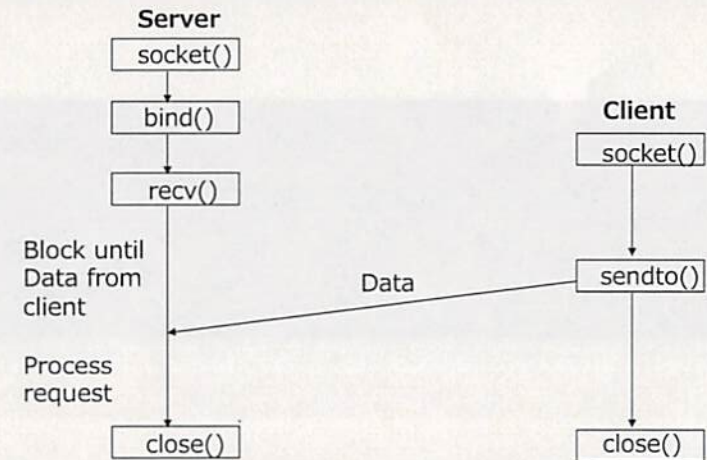 Server
socket()
bind()
recv()
Block until
Data from
client
Process
request
close()
Data
Client
socket()
sendto()
close()